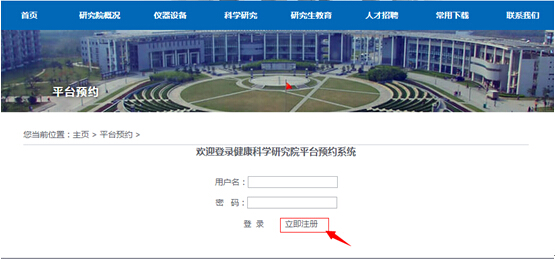 首页 研究院概况 仪器设备 科学研究 研究生教育 人才招聘 常用下载 联系我们
平台预约
您当前位置：主页 > 平台预约 >
欢迎登录健康科学研究院平台预约系统
用户名：
密 码：
登 录 立即注册